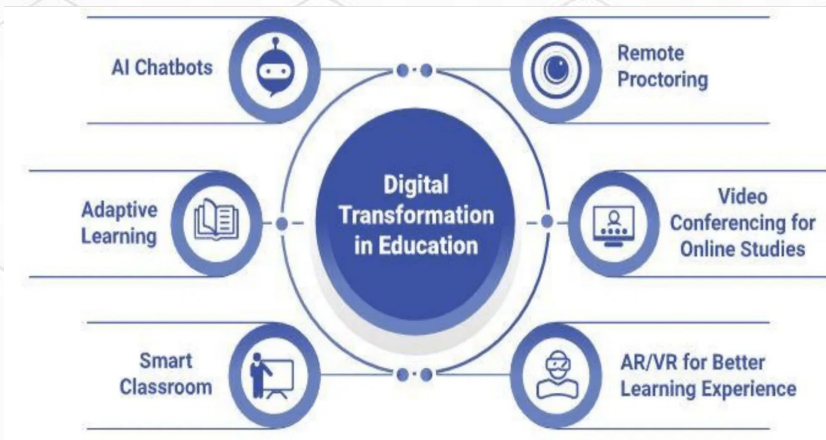 AI Chatbots
Remote
Proctoring
Digital
Transformation
in Education
Adaptive
Learning
Video
Conferencing for
Online Studies
Smart
Classroom
AR/VR for Better
Learning Experience